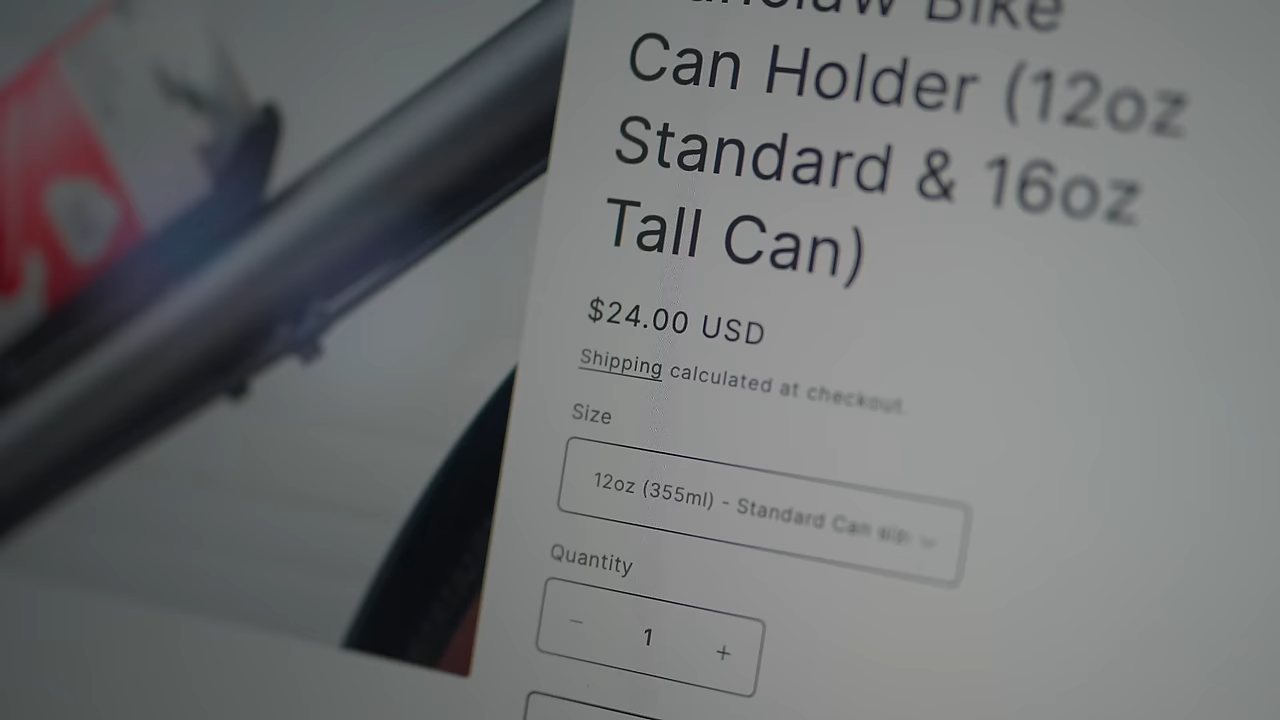 Bike
Can Holder (12oz
Standard & 16oz
Tall Can)
$24.00 USD
Shipping calculated at checkout.
Size
12oz (355ml) - Standard Can
Quantity
− 1 +